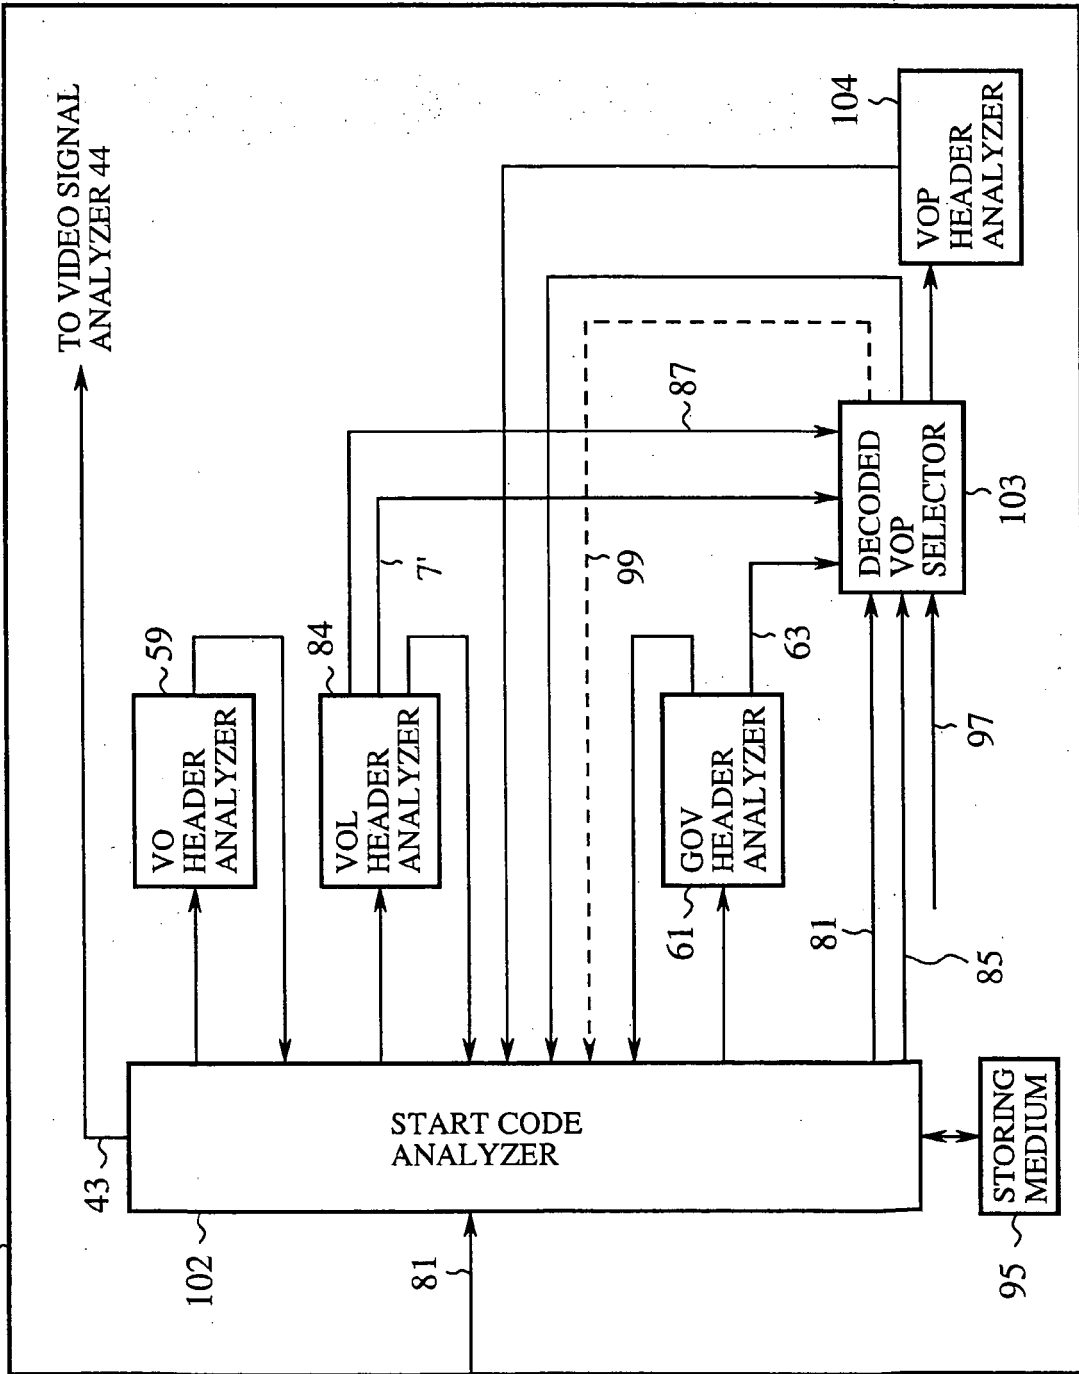 TO VIDEO SIGNAL
ANALYZER 44
43
102
START CODE
ANALYZER
81
STORING
MEDIUM
95
VO
HEADER
ANALYZER
59
VOL
HEADER
ANALYZER
84
7'
87
99
GOV
HEADER
ANALYZER
61
63
81
85
97
DECODED
VOP
SELECTOR
103
VOP
HEADER
ANALYZER
104